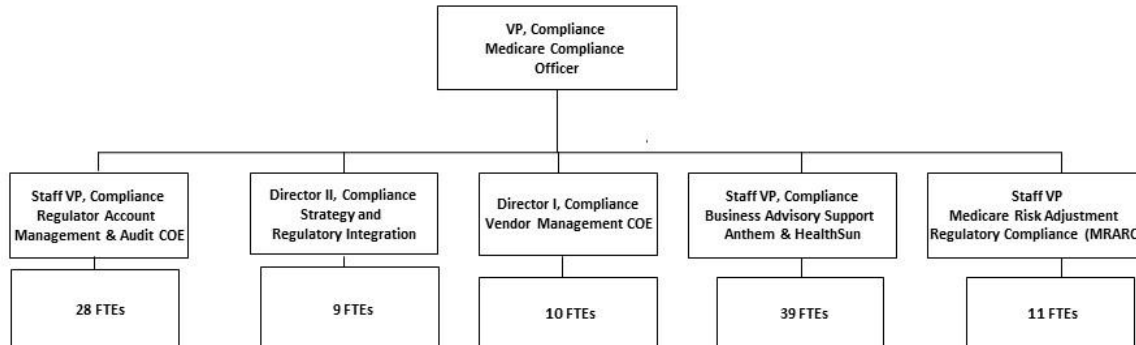 VP, Compliance
Medicare Compliance
Officer
Staff VP, Compliance
Regulator Account
Management & Audit COE
Director II, Compliance
Strategy and
Regulatory Integration
Director I, Compliance
Vendor Management COE
Staff VP, Compliance
Business Advisory Support
Anthem & HealthSun
Staff VP
Medicare Risk Adjustment
Regulatory Compliance (MRARC
28 FTEs
9 FTEs
10 FTEs
39 FTEs
11 FTEs